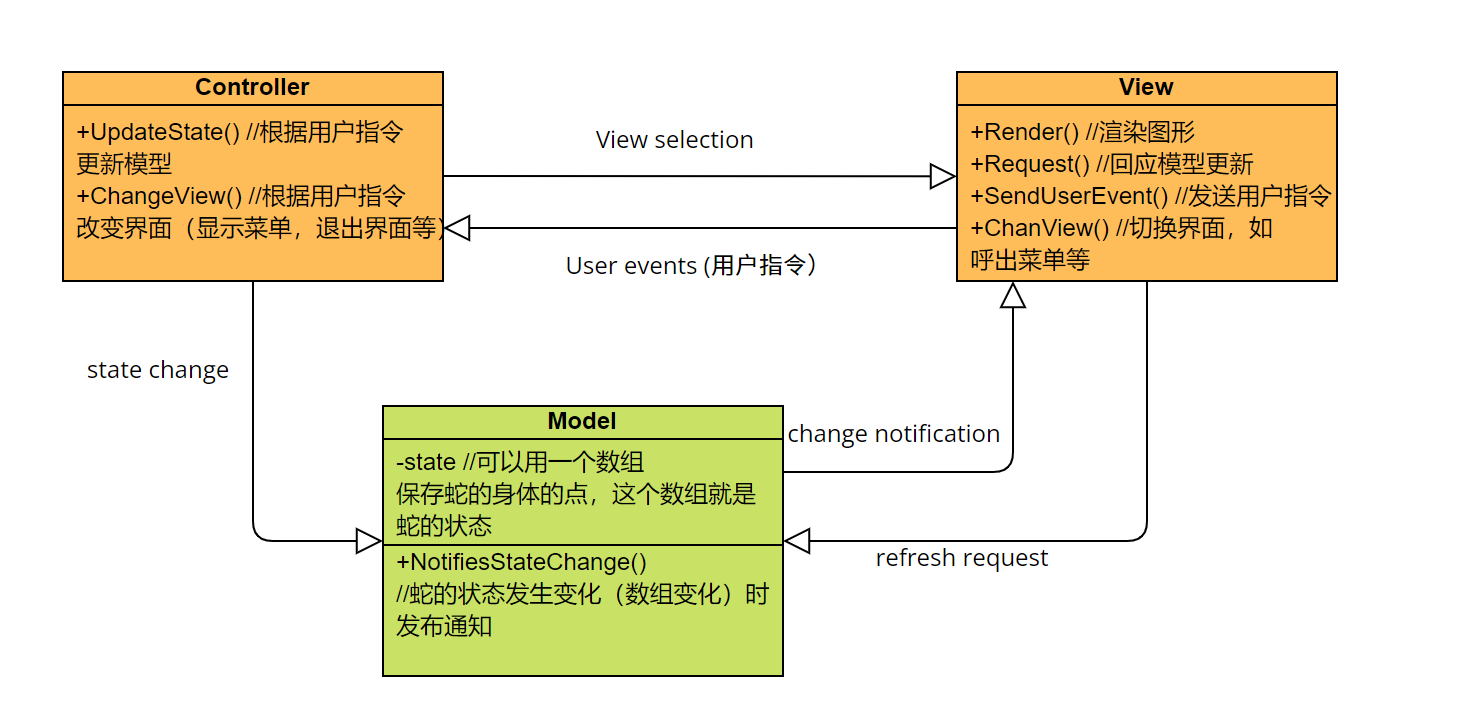 Controller
+UpdateState() //根据用户指令
更新模型
+ChangeView() //根据用户指令
改变界面（显示菜单，退出界面等）
View selection
User events (用户指令）
View
+Render() //渲染图形
+Request() //回应模型更新
+SendUserEvent() //发送用户指令
+ChanView() //切换界面，如
呼出菜单等
state change
Model
-state //可以用一个数组
保存蛇的身体的点，这个数组就是
蛇的状态
+NotifiesStateChange()
//蛇的状态发生变化（数组变化）时
发布通知
change notification
refresh request